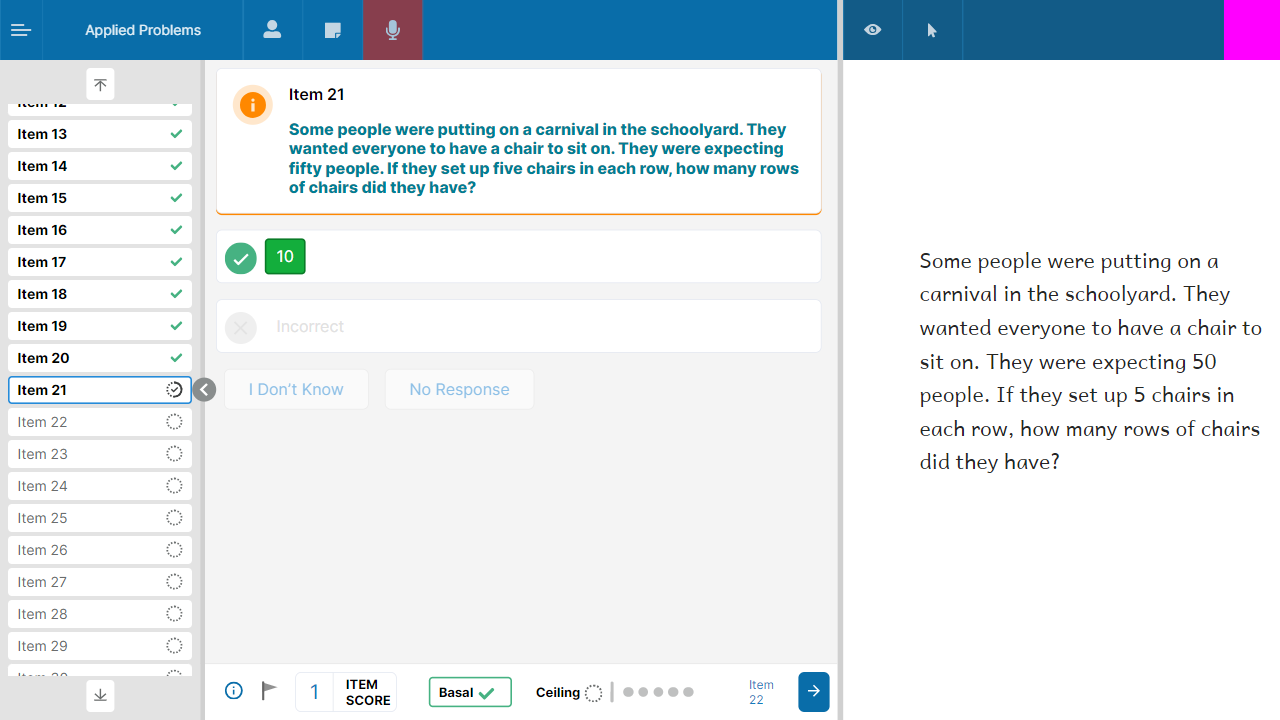 Applied Problems
Item 12
Item 13
Item 14
Item 15
Item 16
Item 17
Item 18
Item 19
Item 20
Item 21
Item 22
Item 23
Item 24
Item 25
Item 26
Item 27
Item 28
Item 29
Item 21
Some people were putting on a carnival in the schoolyard. They
wanted everyone to have a chair to sit on. They were expecting
fifty people. If they set up five chairs in each row, how many rows
of chairs did they have?
10
Incorrect
I Don't Know
No Response
1
ITEM
SCORE
Basal
Ceiling
Item
22
Some people were putting on a
carnival in the schoolyard. They
wanted everyone to have a chair to
sit on. They were expecting 50
people. If they set up 5 chairs in
each row, how many rows of chairs
did they have?